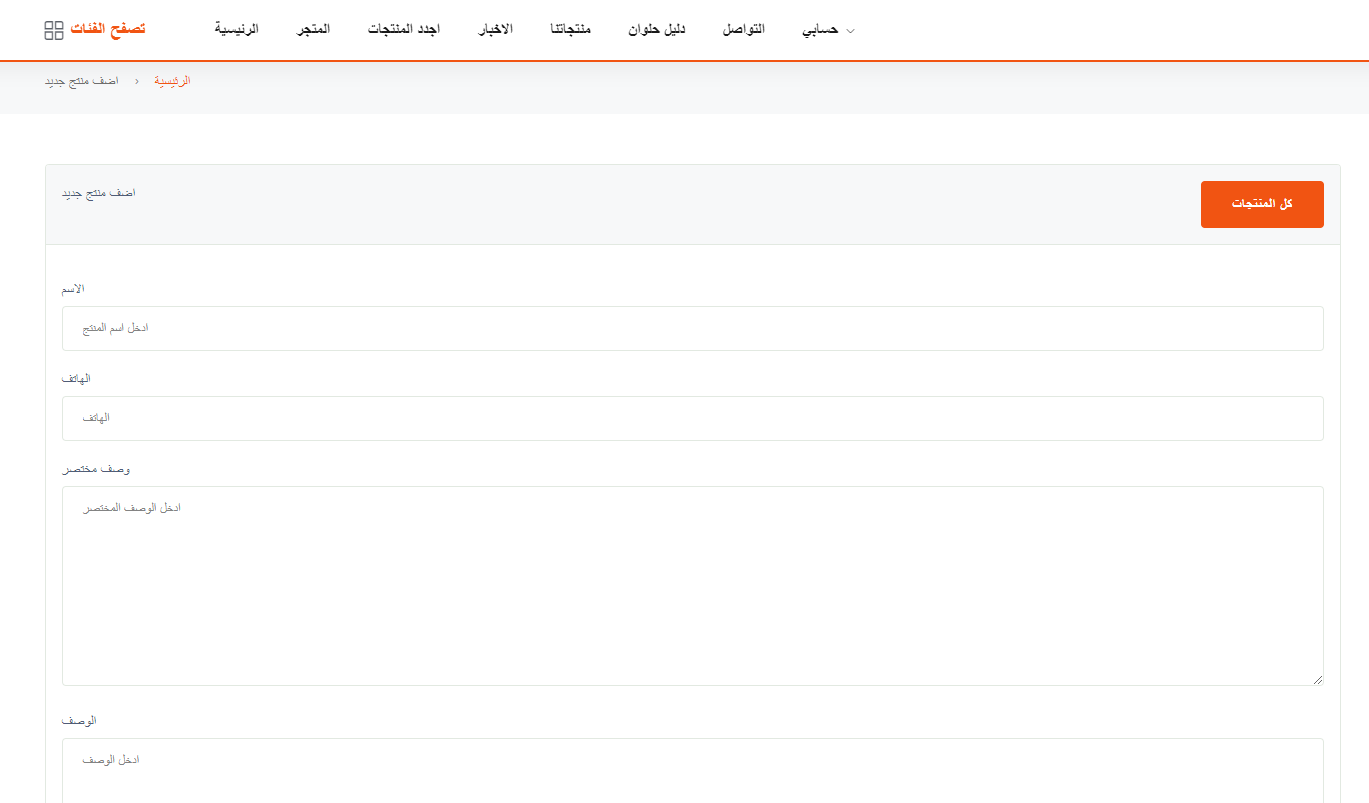 تصفح الفئات
الرئيسية
المتجر
اجدد المنتجات
الاخبار
منتجاتنا
دليل حلوان
التواصل
حسابي
الرئيسية
اضف منتج جديد
اضف منتج جديد
كل المنتجات
الاسم
ادخل اسم المنتج
الهاتف
الهاتف
وصف مختصر
ادخل الوصف المختصر
الوصف
ادخل الوصف